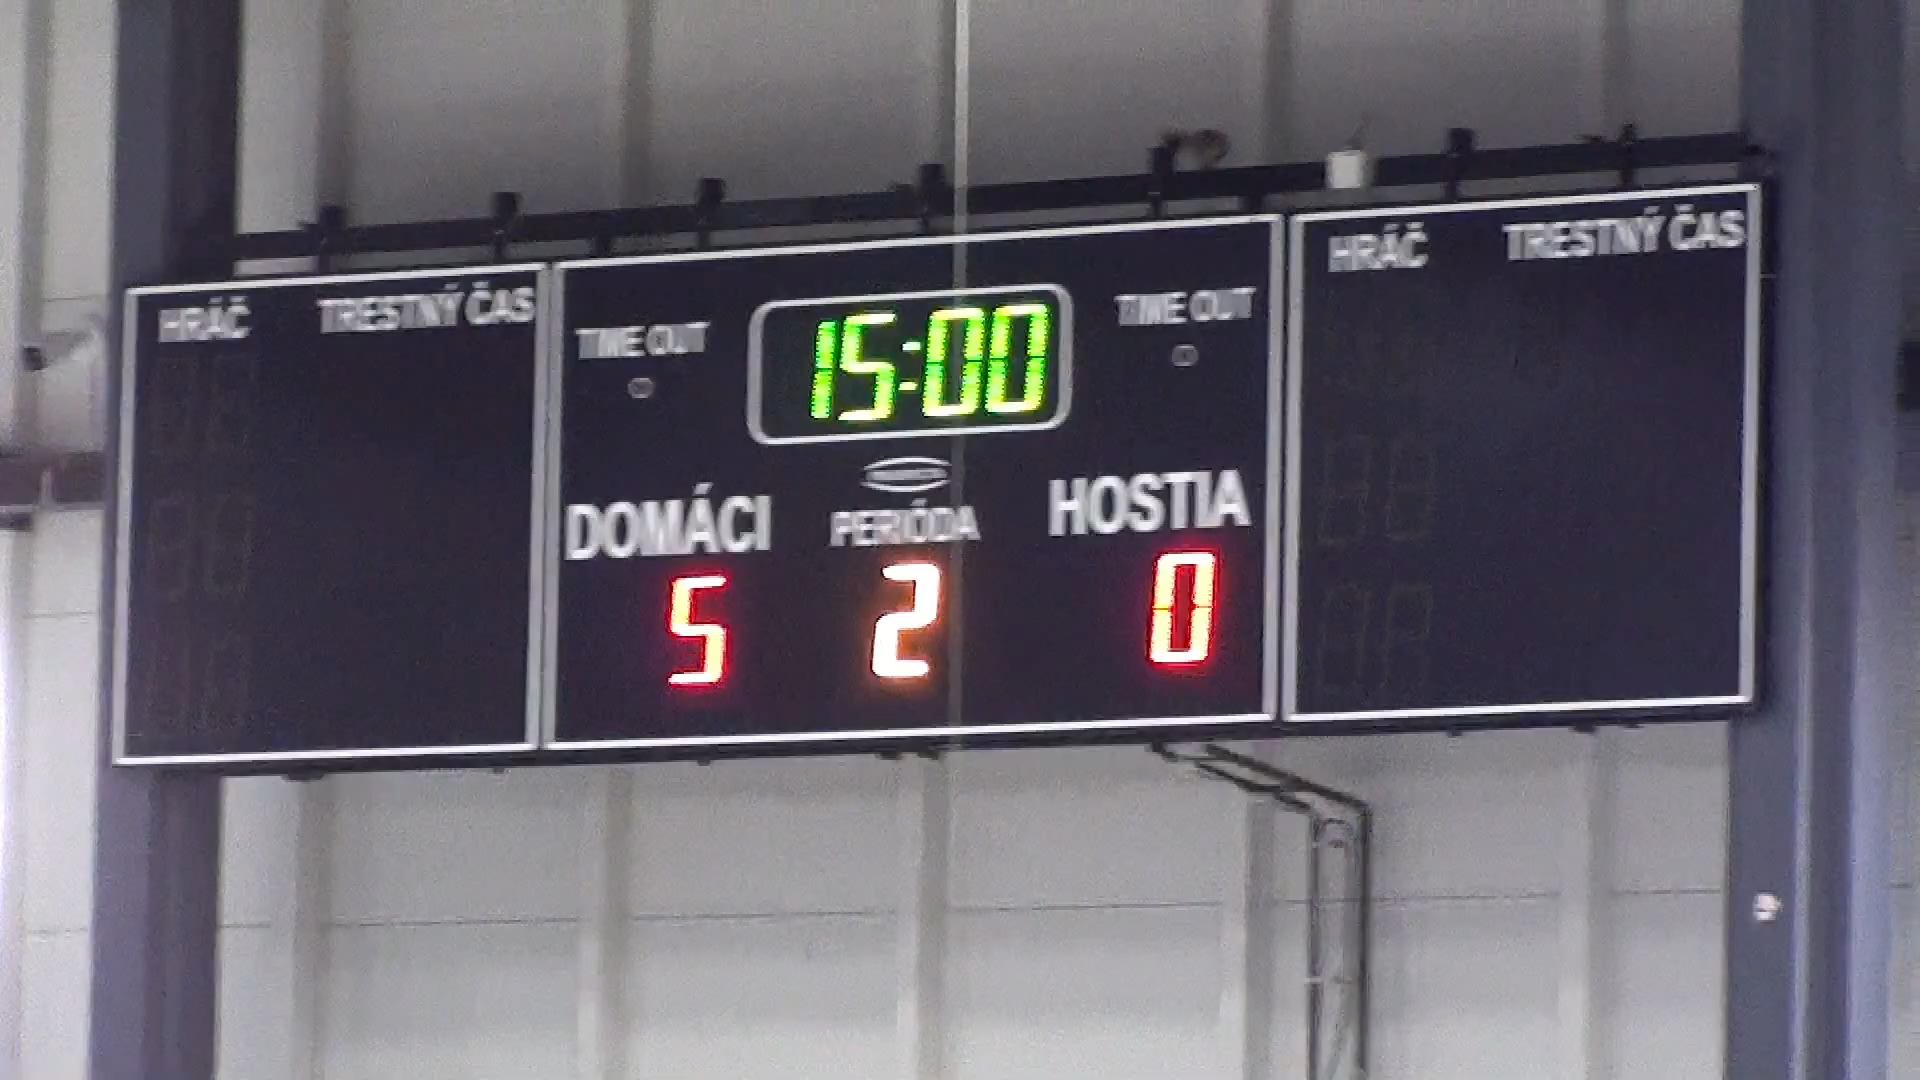 HRÁČ TRESTNÝ ČAS
TIME OUT
15:00
TIME OUT
HRÁČ TRESTNÝ ČAS
DOMÁCI PERIÓDA HOSTIA
5 2 0